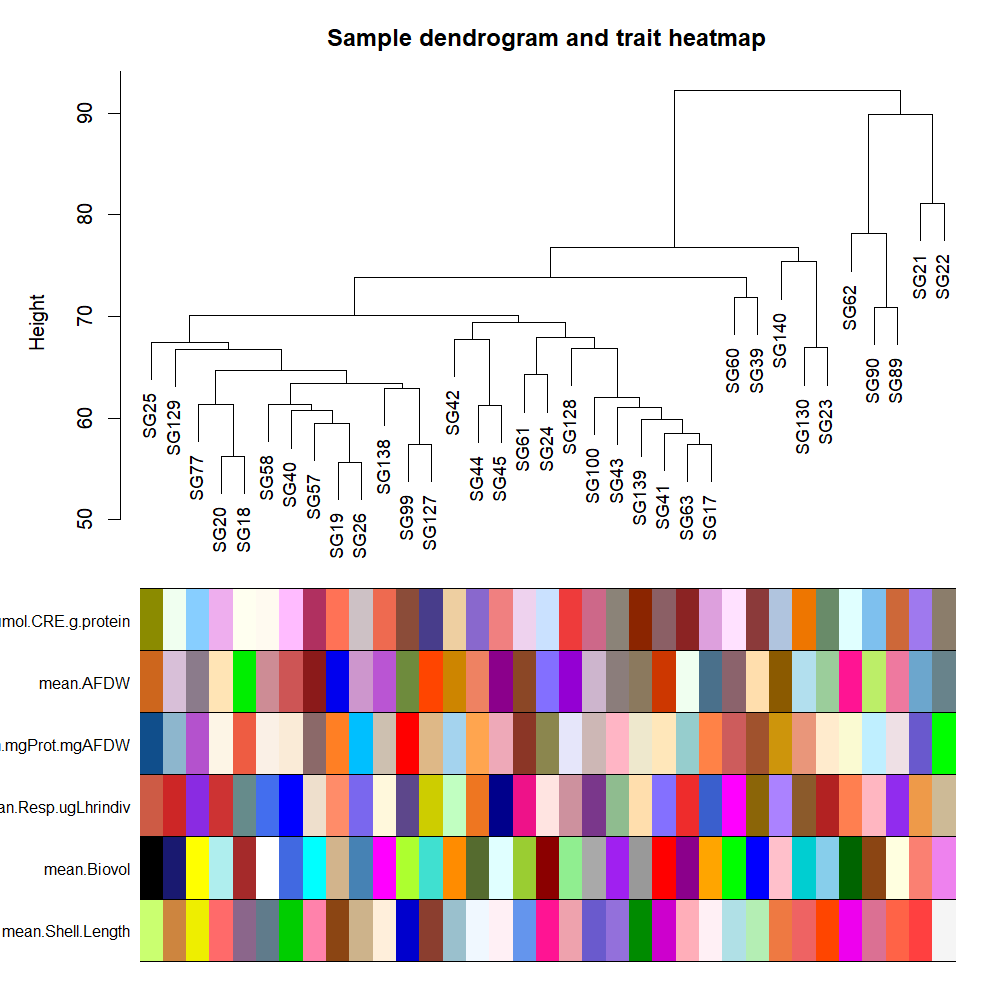 Sample dendrogram and trait heatmap
Height
90
80
70
60
50
SG25
SG129
SG77
SG20
SG18
SG58
SG40
SG57
SG19
SG26
SG138
SG99
SG127
SG42
SG44
SG45
SG61
SG24
SG128
SG100
SG43
SG139
SG41
SG63
SG17
SG60
SG39
SG140
SG130
SG23
SG62
SG90
SG89
SG21
SG22
mol.CRE.g.protein
mean.AFDW
.mgProt.mgAFDW
an.Resp.ugLhrindiv
mean.Biovol
mean.Shell.Length